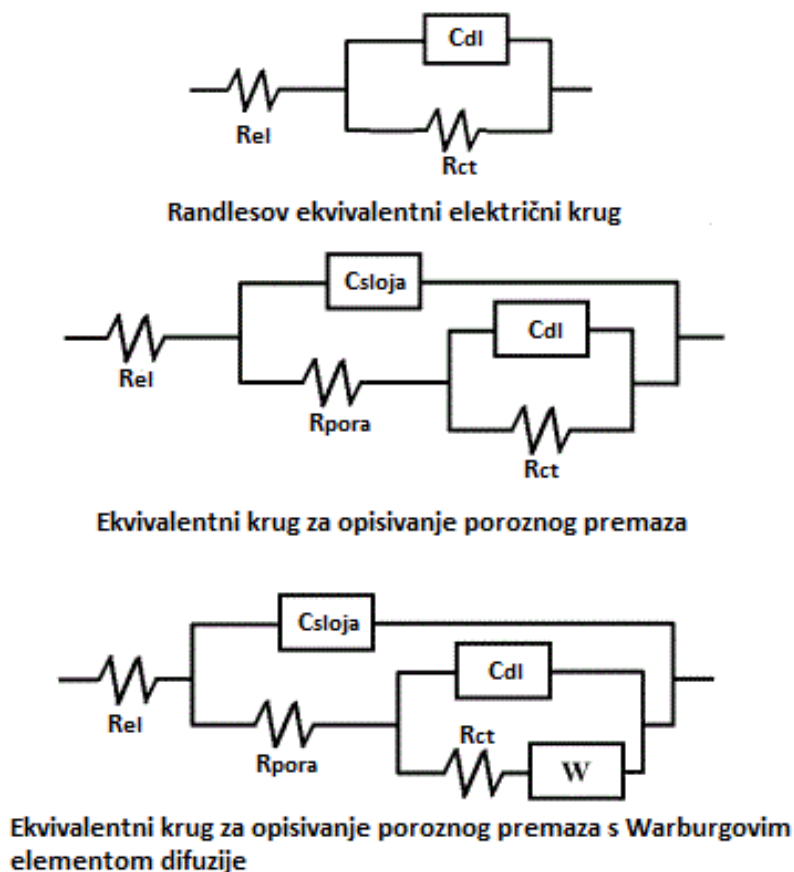 Cdl
Rel
Rct
Randlesov ekvivalentni električni krug
Csloja
Cdl
Rel
Rpora
Rct
Ekvivalentni krug za opisivanje poroznog premaza
Csloja
Cdl
Rel
Rct
Rpora
W
Ekvivalentni krug za opisivanje poroznog premaza s Warburgovim
elementom difuzije